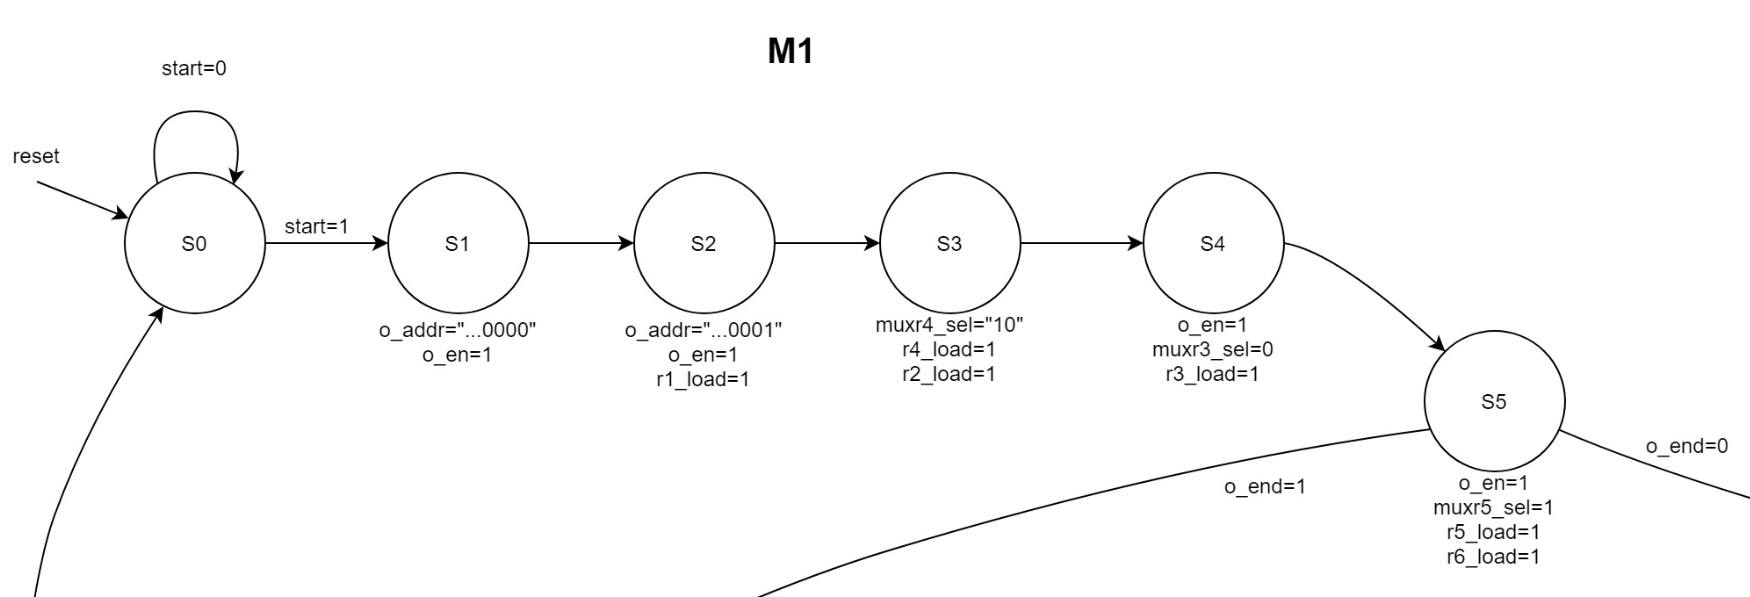 M1
start=0
reset
start=1
S0
S1
S2
S3
S4
o_addr="...0000"
o_en=1
o_addr="...0001"
o_en=1
r1_load=1
muxr4_sel="10"
r4_load=1
r2_load=1
o_en=1
muxr3_sel=0
r3_load=1
S5
o_end=0
o_end=1
o_en=1
muxr5_sel=1
r5_load=1
r6_load=1